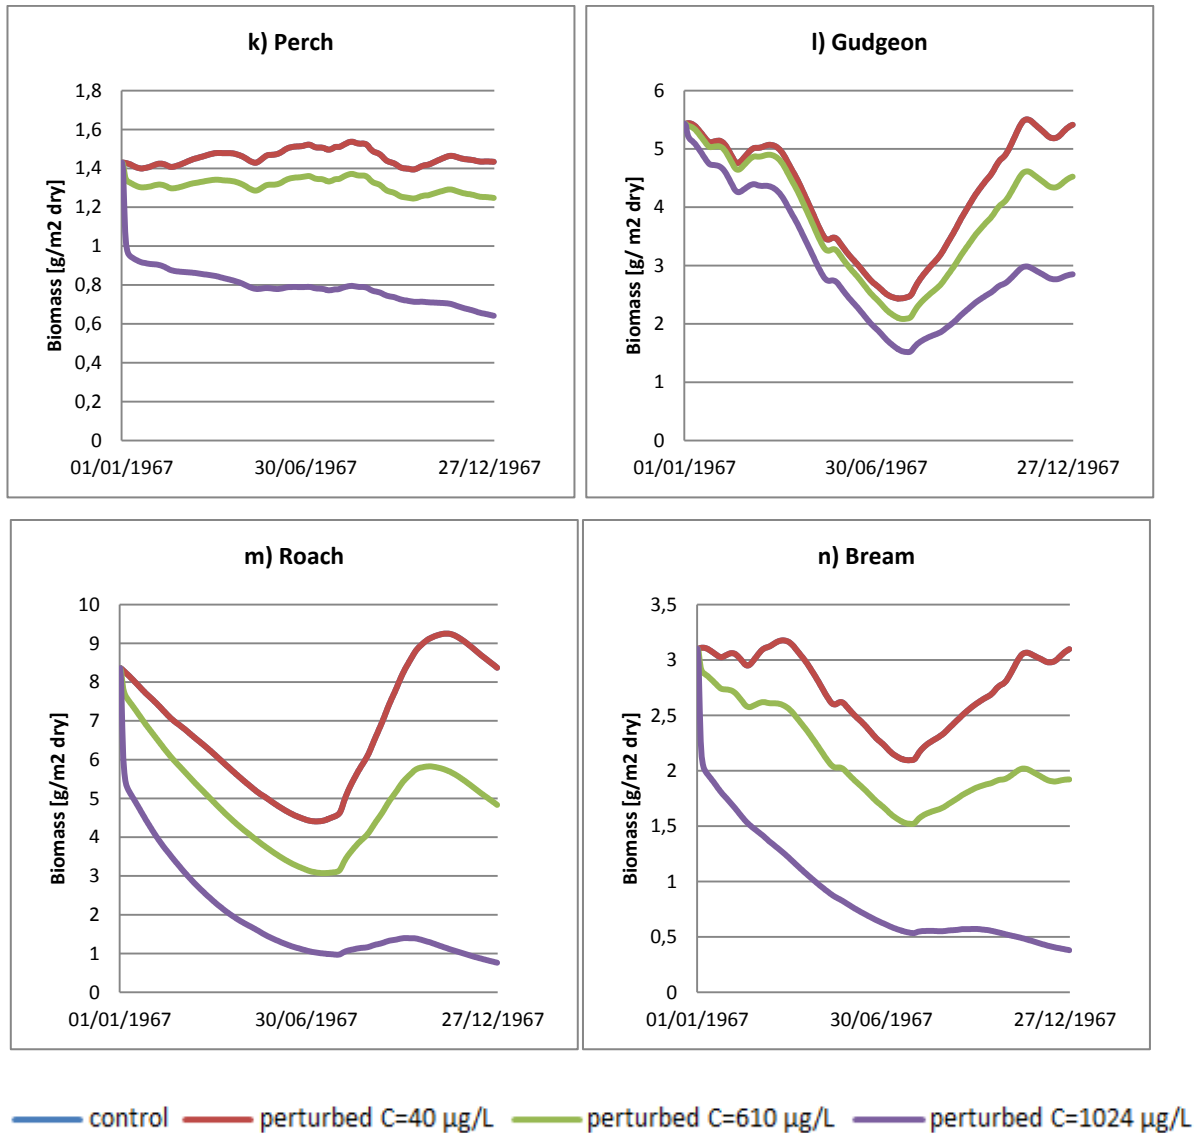 k) Perch
Biomass [g/m2 dry]
1,8
1,6
1,4
1,2
1
0,8
0,6
0,4
0,2
0
01/01/1967 30/06/1967 27/12/1967
l) Gudgeon
Biomass [g/ m2 dry]
6
5
4
3
2
1
0
01/01/1967 30/06/1967 27/12/1967
m) Roach
Biomass [g/m2 dry]
10
9
8
7
6
5
4
3
2
1
0
01/01/1967 30/06/1967 27/12/1967
n) Bream
Biomass [g/m2 dry]
3,5
3
2,5
2
1,5
1
0,5
0
01/01/1967 30/06/1967 27/12/1967
control perturbed C=40 µg/L perturbed C=610 µg/L perturbed C=1024 µg/L